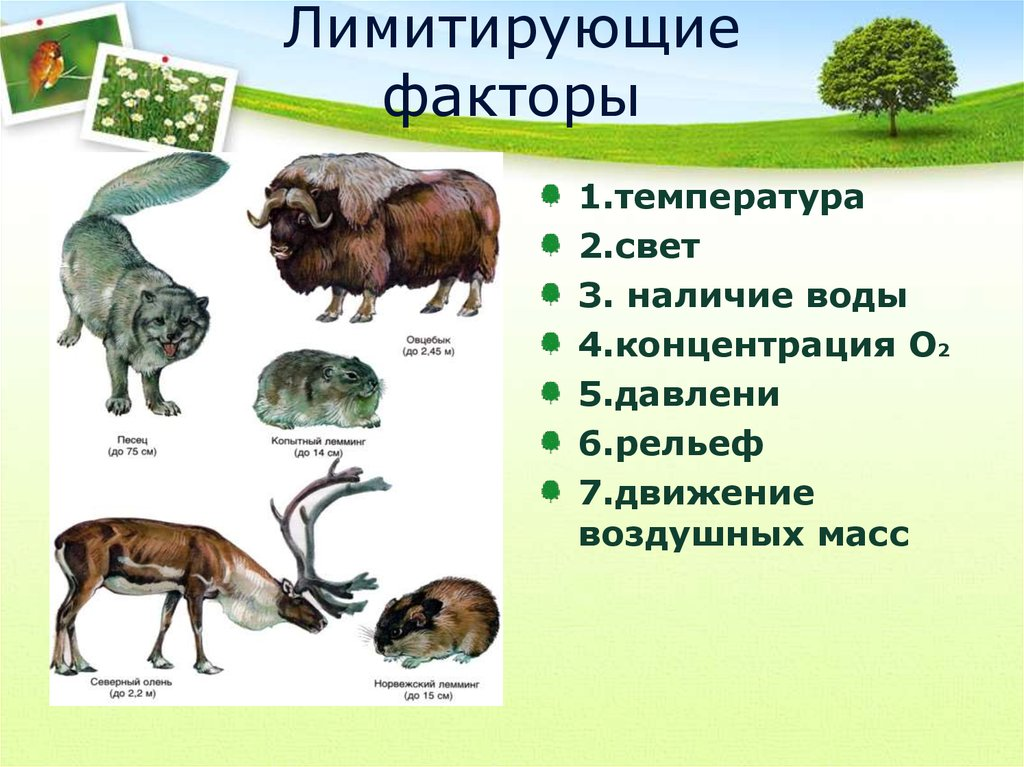 Лимитирующие
факторы
Овцебык
(до 2,45 м)
Песец
(до 75 см)
Копытный лемминг
(до 14 см)
Северный олень
(до 2,2 м)
Норвежский лемминг
(до 15 см)
1.температура
2.свет
3. наличие воды
4.концентрация О₂
5.давлени
6.рельеф
7.движение
воздушных масс